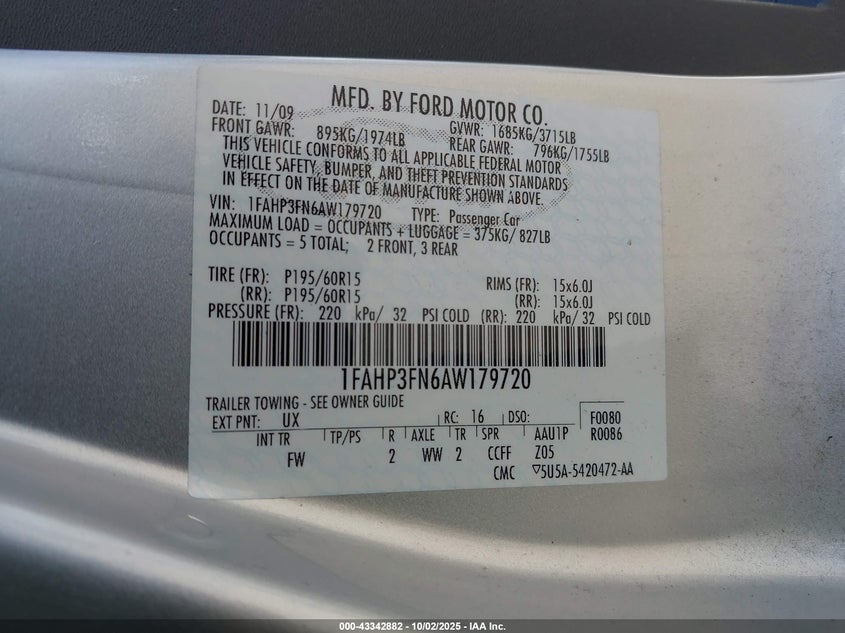 MFD. BY FORD MOTOR CO.
DATE: 11/09 GVWR: 1685KG/3715LB
FRONT GAWR: 895KG/1974LB REAR GAWR: 796KG/1755LB
THIS VEHICLE CONFORMS TO ALL APPLICABLE FEDERAL MOTOR
VEHICLE SAFETY, BUMPER, AND THEFT PREVENTION STANDARDS
IN EFFECT ON THE DATE OF MANUFACTURE SHOWN ABOVE.
VIN: 1FAHP3FN6AW179720 TYPE: Passenger Car
MAXIMUM LOAD = OCCUPANTS + LUGGAGE = 375KG/ 827LB
OCCUPANTS = 5 TOTAL; 2 FRONT, 3 REAR
TIRE (FR): P195/60R15 RIMS (FR): 15x6.0J
(RR): P195/60R15 (RR): 15x6.0J
PRESSURE (FR): 220 kPa/ 32 PSI COLD (RR): 220 kPa/ 32 PSI COLD
1FAHP3FN6AW179720
TRAILER TOWING - SEE OWNER GUIDE
EXT PNT: UX RC: 16 DSO: F0080
INT TR TP/PS R AXLE TR SPR AAU1P R0086
FW 2 WW 2 CCFF Z05
CMC ▽5U5A-5420472-AA
000-43342882 - 10/02/2025 - IAA Inc.